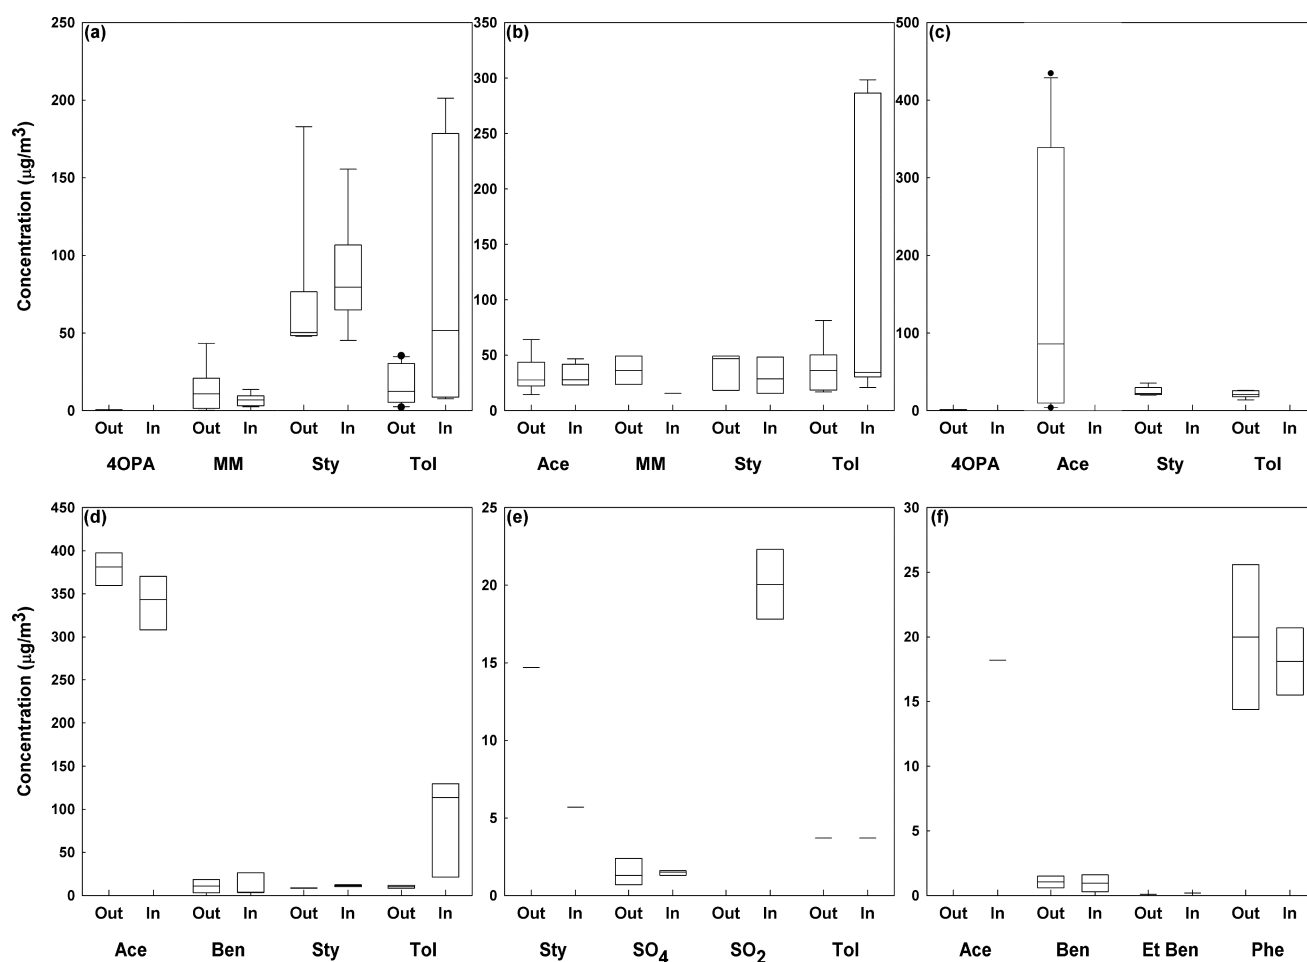 (a)
250
200
150
100
50
0
Concentration (μg/m³)
Out In Out In Out In Out In
4OPA MM Sty Tol
(b)
350
300
250
200
150
100
50
0
Out In Out In Out In Out In
Ace MM Sty Tol
(c)
500
400
300
200
100
0
Out In Out In Out In Out In
4OPA Ace Sty Tol
(d)
450
400
350
300
250
200
150
100
50
0
Concentration (μg/m³)
Out In Out In Out In Out In
Ace Ben Sty Tol
(e)
25
20
15
10
5
0
Out In Out In Out In Out In
Sty SO₄ SO₂ Tol
(f)
30
25
20
15
10
5
0
Out In Out In Out In Out In
Ace Ben Et Ben Phe